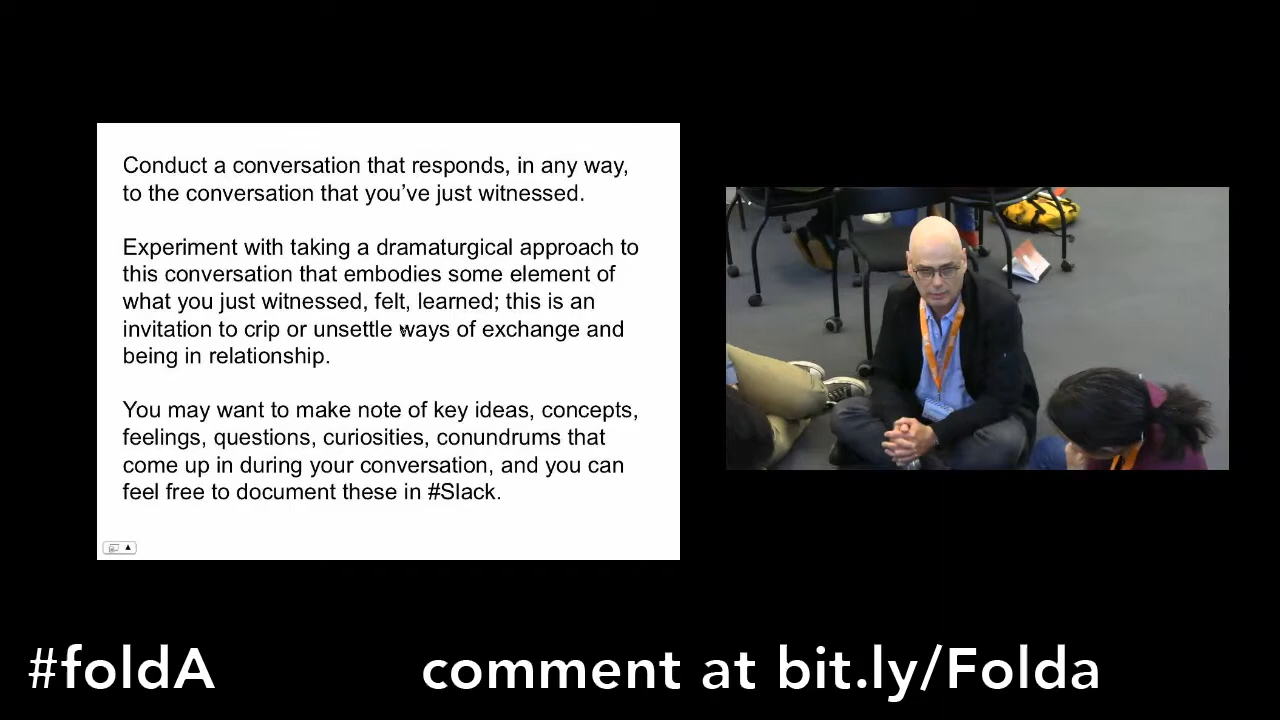 Conduct a conversation that responds, in any way,
to the conversation that you’ve just witnessed.
Experiment with taking a dramaturgical approach to
this conversation that embodies some element of
what you just witnessed, felt, learned; this is an
invitation to crip or unsettle ways of exchange and
being in relationship.
You may want to make note of key ideas, concepts,
feelings, questions, curiosities, conundrums that
come up in during your conversation, and you can
feel free to document these in #Slack.
#foldA comment at bit.ly/Folda